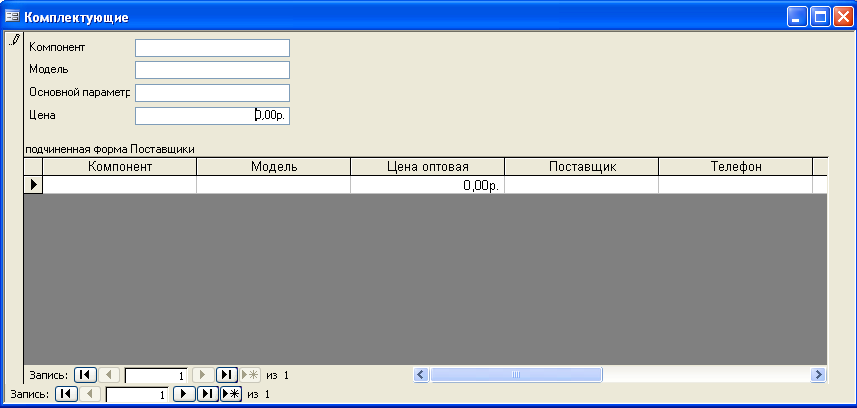 Комплектующие
Компонент
Модель
Основной параметр
Цена 0,00р.
подчиненная форма Поставщики
Компонент Модель Цена оптовая Поставщик Телефон
0,00р.
Запись: 1 из 1
Запись: 1 из 1